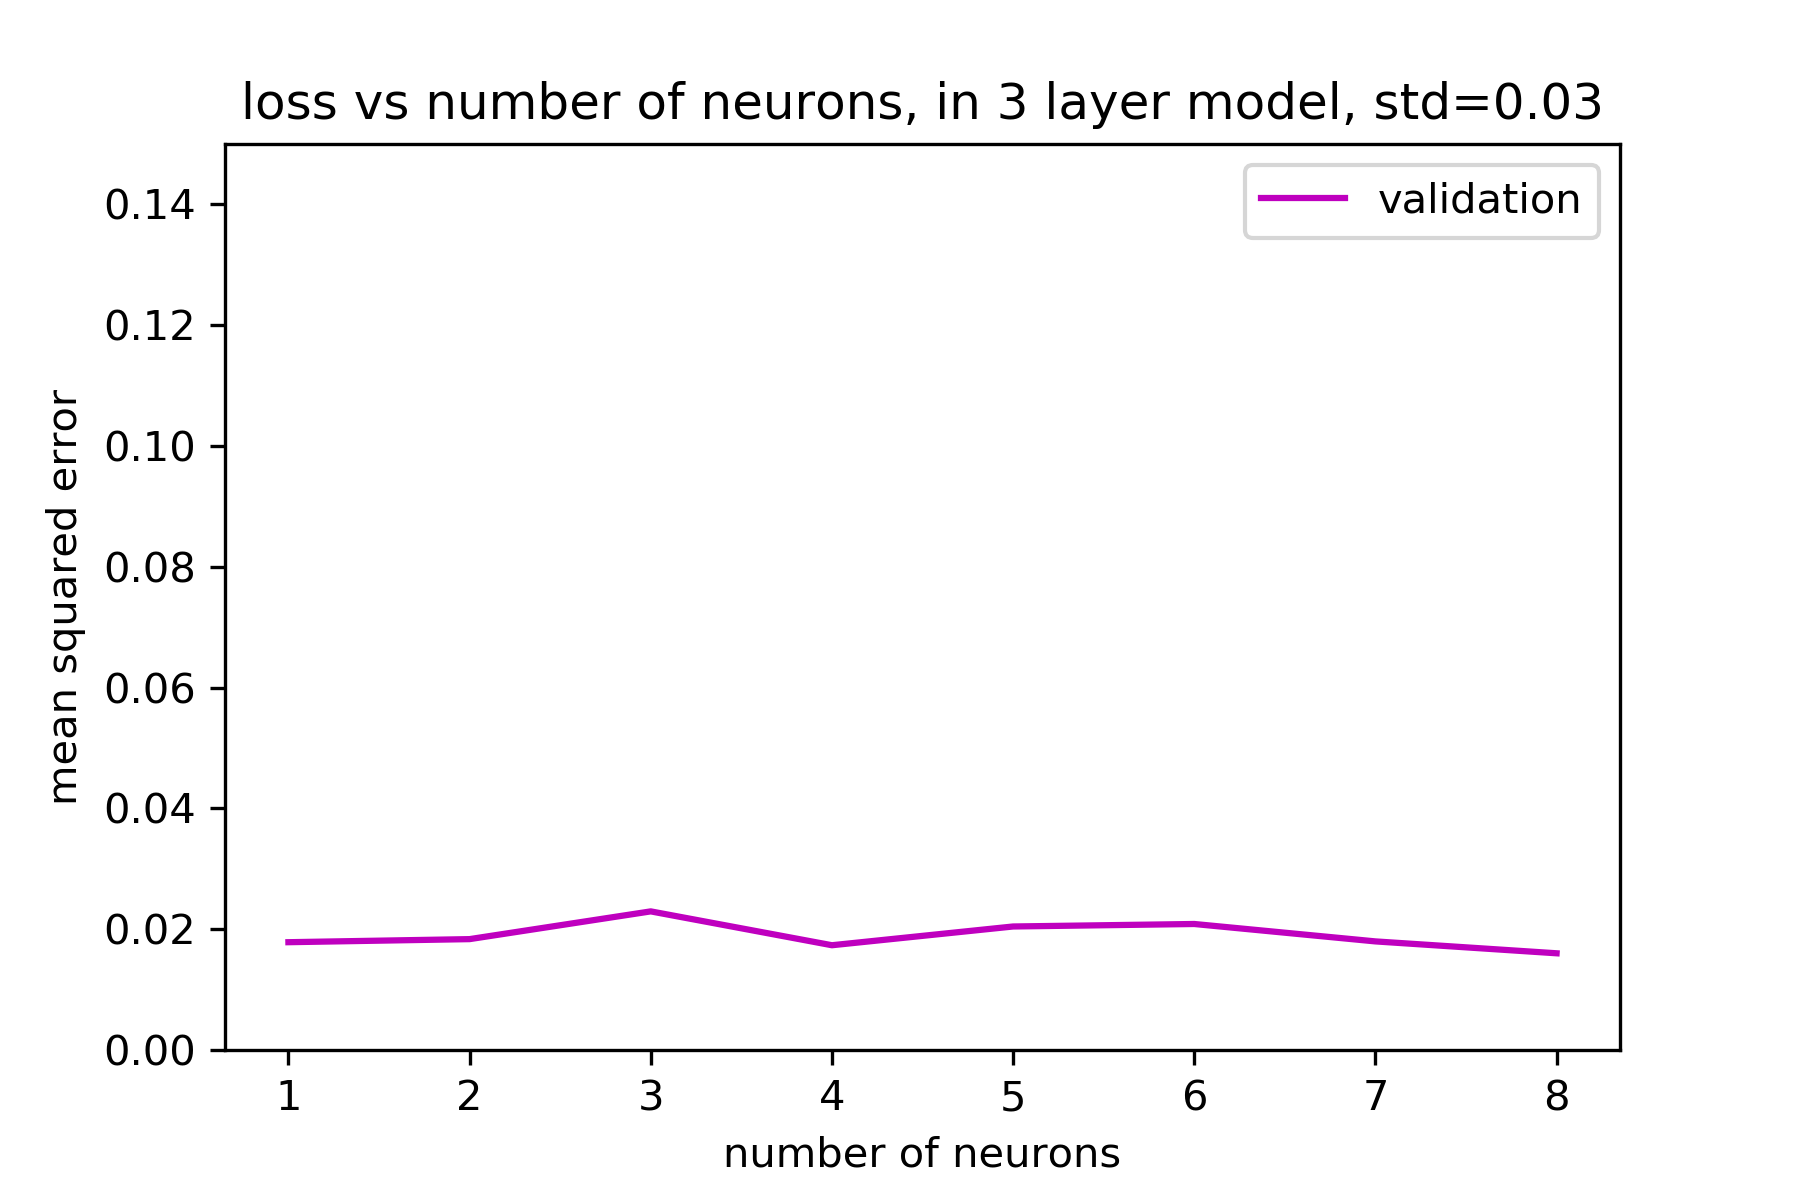 loss vs number of neurons, in 3 layer model, std=0.03
validation
0.14
0.12
0.10
0.08
0.06
0.04
0.02
0.00
mean squared error
1 2 3 4 5 6 7 8
number of neurons